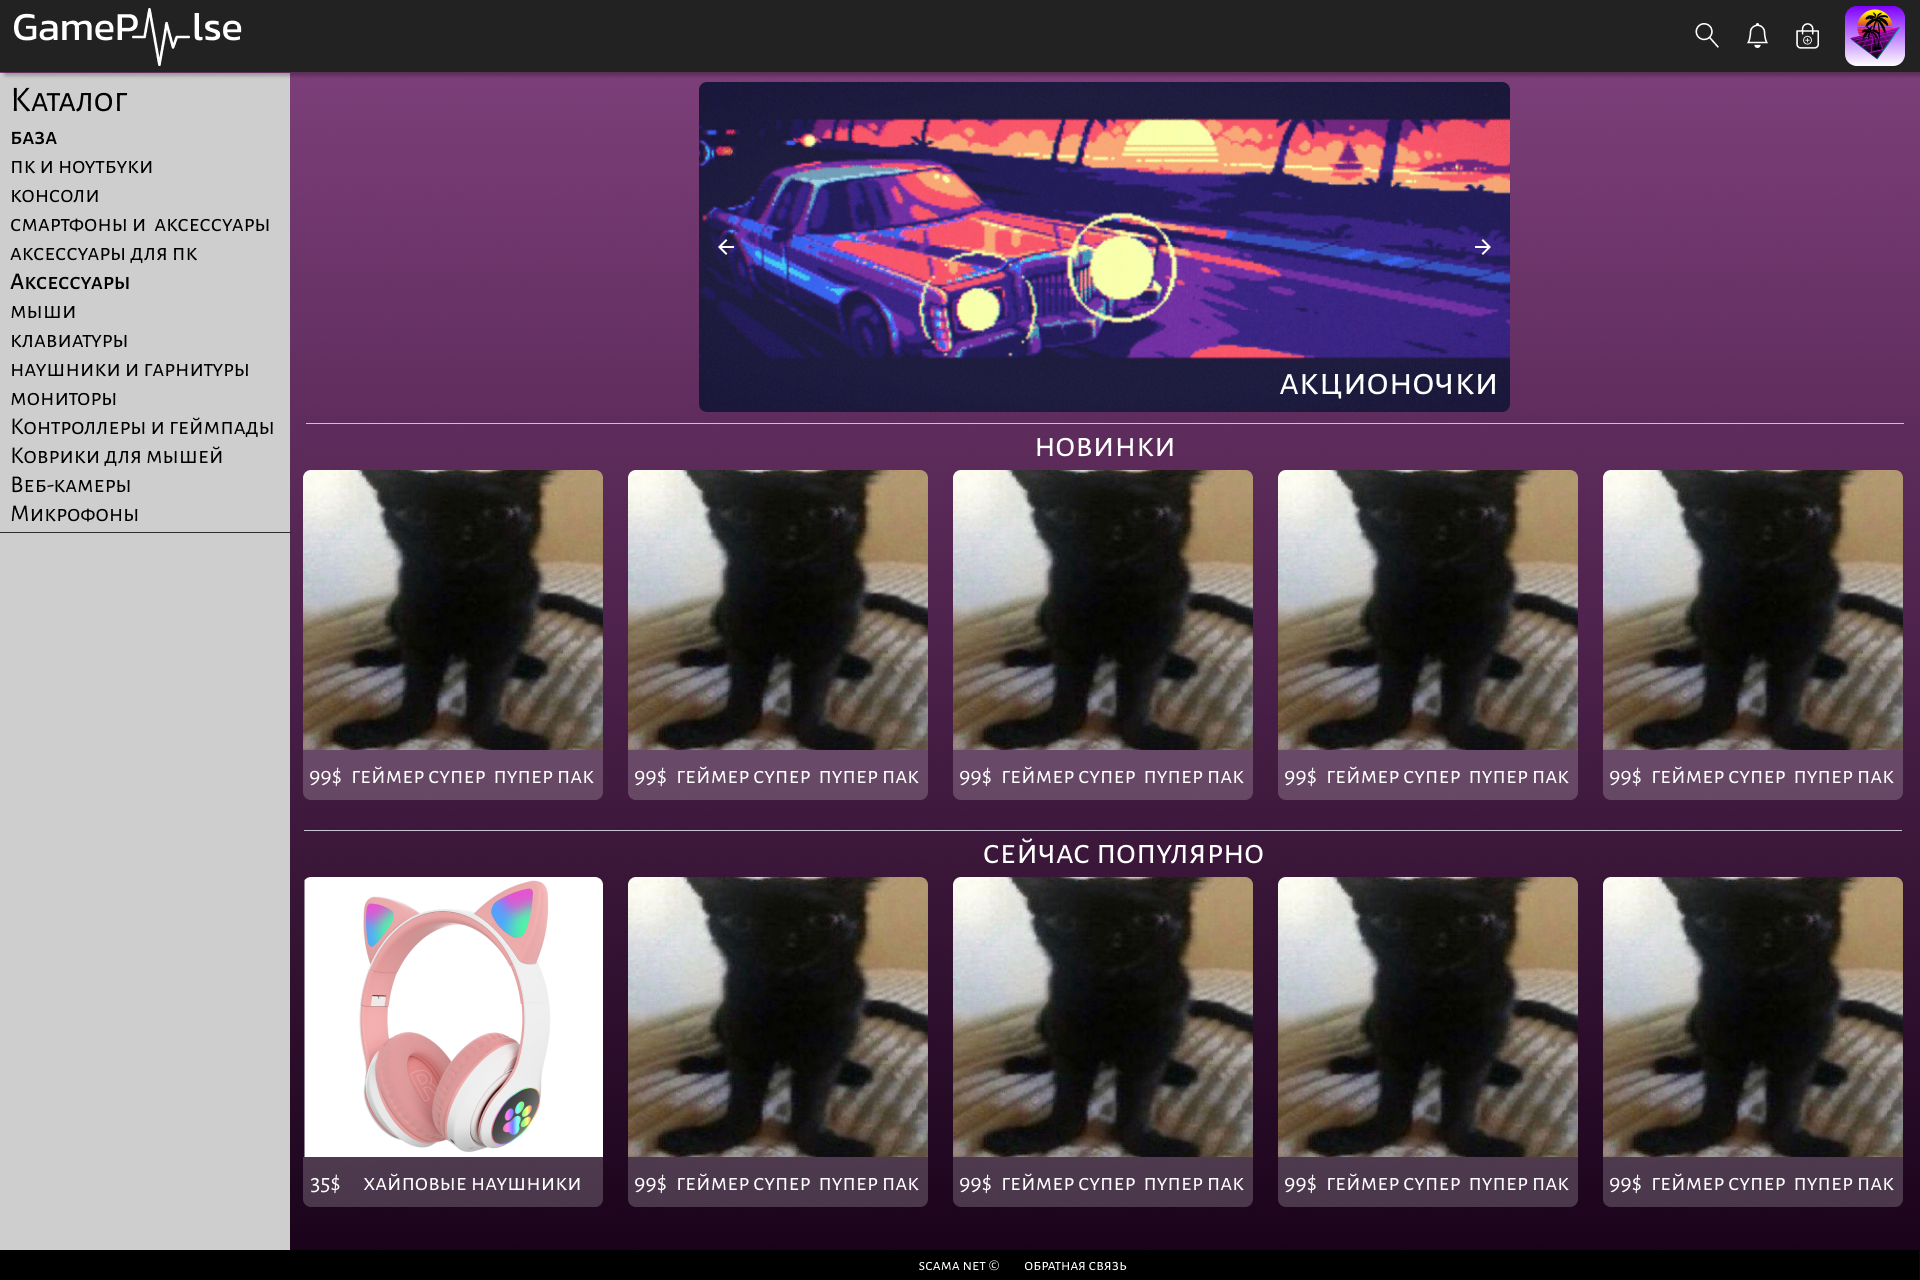 GameP lse
Каталог
база
пк и ноутбуки
консоли
смартфоны и аксессуары
аксессуары для пк
Аксессуары
мыши
клавиатуры
наушники и гарнитуры
мониторы
Контроллеры и геймпады
Коврики для мышей
Веб-камеры
Микрофоны
акционочки
новинки
99$ геймер супер пупер пак
99$ геймер супер пупер пак
99$ геймер супер пупер пак
99$ геймер супер пупер пак
99$ геймер супер пупер пак
сейчас популярно
35$ хайповые наушники
99$ геймер супер пупер пак
99$ геймер супер пупер пак
99$ геймер супер пупер пак
99$ геймер супер пупер пак
scama net © обратная связь